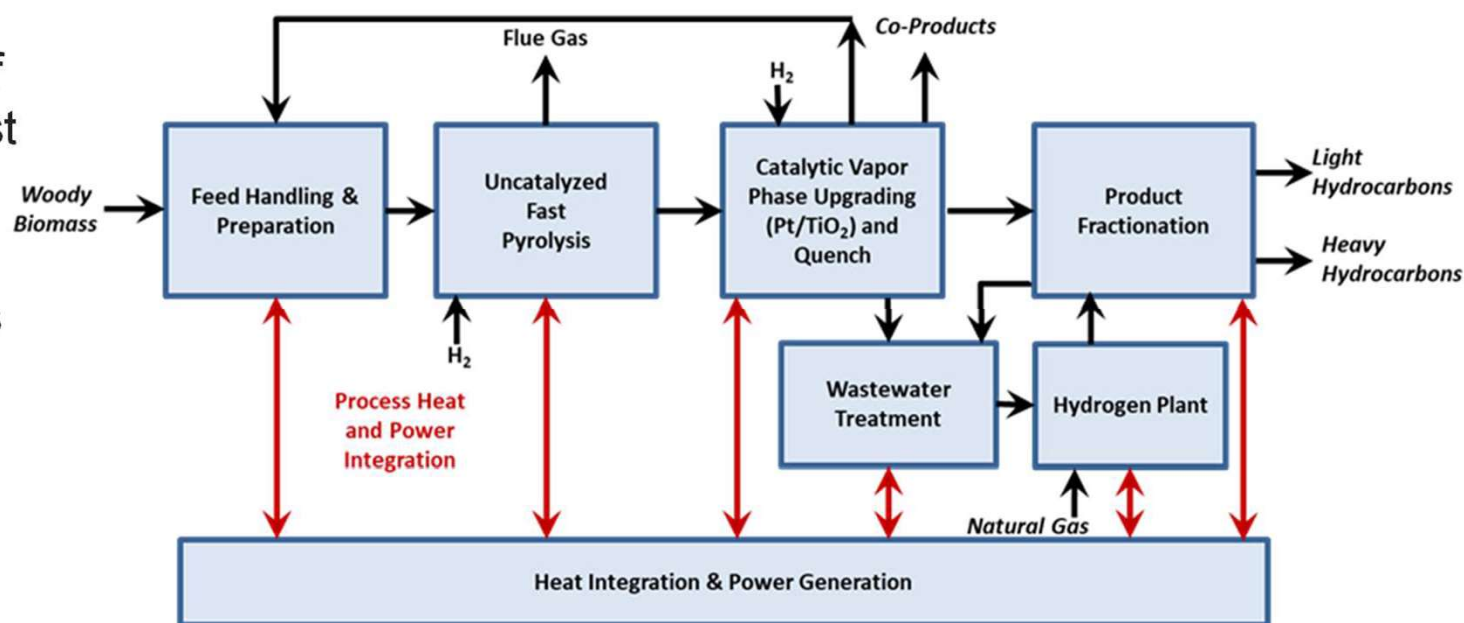 f
st
s
Flue Gas
Co-Products
H₂
Woody
Biomass
Feed Handling &
Preparation
Uncatalyzed
Fast
Pyrolysis
Catalytic Vapor
Phase Upgrading
(Pt/TiO₂) and
Quench
Product
Fractionation
Light
Hydrocarbons
Heavy
Hydrocarbons
H₂
Process Heat
and Power
Integration
Wastewater
Treatment
Hydrogen Plant
Natural Gas
Heat Integration & Power Generation